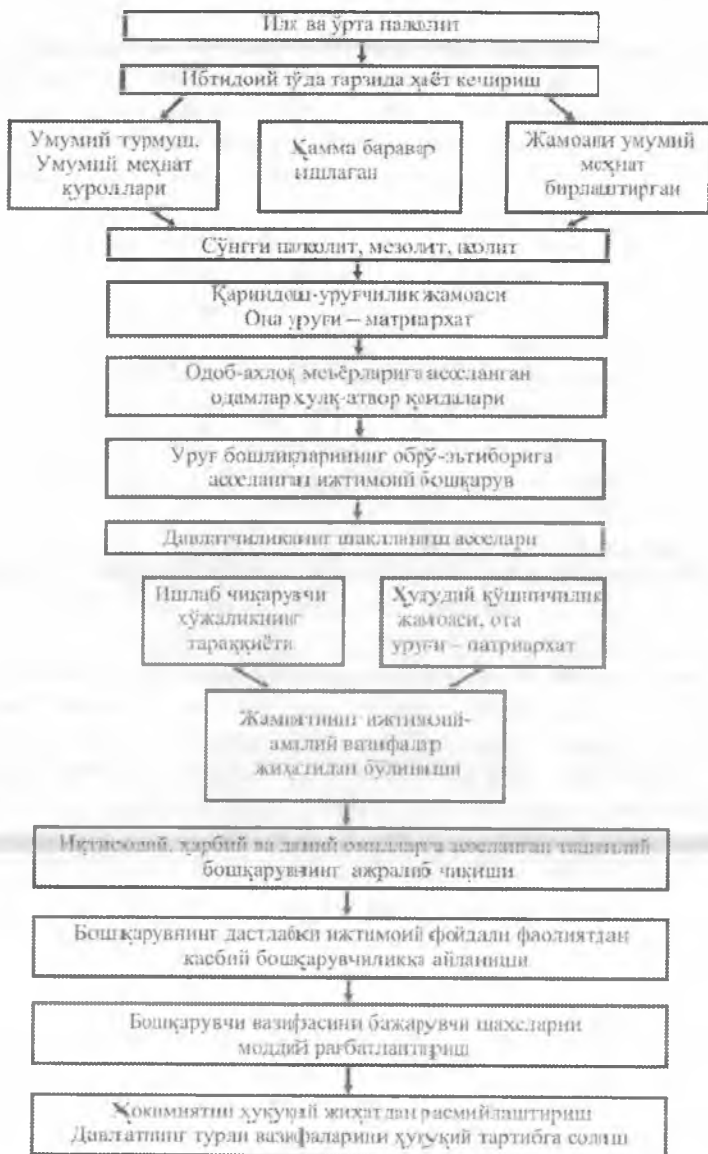 Илк ва ўрта палеолит
Ибтидоий тўда тарзида ҳаёт кечириш
Умумий турмуш.
Умумий меҳнат
қуроллари
Ҳамма баравар
ишлаган
Жамоани умумий
меҳнат
бирлаштирган
Сўнгги палеолит, мезолит, неолит
Қариндош-уруғчилик жамоаси
Она уруғи – матриархат
Одоб-ахлоқ меъёрларига асосланган
одамлар хулқ-атвор қоидалари
Уруғ бошлиқларининг обрў-эътиборига
асосланган ижтимоий бошқарув
Давлатчиликнинг шаклланиш асослари
Ишлаб чиқарувчи
хўжаликнинг
тараққиёти
Ҳудудий қўшничилик
жамоаси, ота
уруғи – патриархат
Жамиятнинг ижтимоий-
амалий вазифалар
жиҳатидан бўлиниши
Иқтисодий, ҳарбий ва диний омилларга асосланган ташкилий
бошқарувнинг ажралиб чиқиши
Бошқарувнинг дастлабки ижтимоий фойдали фаолиятдан
касбий бошқарувчиликка айланиши
Бошқарувчи вазифасини бажарувчи шахсларни
моддий рағбатлантириш
Ҳокимиятни ҳуқуқий жиҳатдан расмийлаштириш
Давлатнинг турли вазифаларини ҳуқуқий тартибга солиш